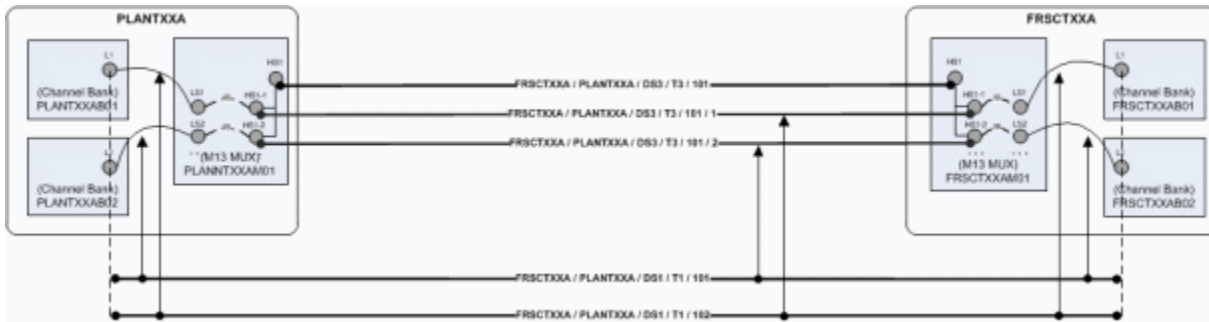 PLANTXXA
FRSCTXXA
L1
HS1
HS1
L1
(Channel Bank)
PLANTXXAB01
LS1
HS1-1
FRSCTXXA / PLANTXXA / DS3 / T3 / 101
HS1-1
LS1
(Channel Bank)
FRSCTXXAB01
FRSCTXXA / PLANTXXA / DS3 / T3 / 101 / 1
LS2
HS1-2
FRSCTXXA / PLANTXXA / DS3 / T3 / 101 / 2
HS1-2
LS2
(M13 MUX)
PLANNTXXAM01
(M13 MUX)
FRSCTXXAM01
(Channel Bank)
PLANTXXAB02
(Channel Bank)
FRSCTXXAB02
FRSCTXXA / PLANTXXA / DS1 / T1 / 101
FRSCTXXA / PLANTXXA / DS1 / T1 / 102